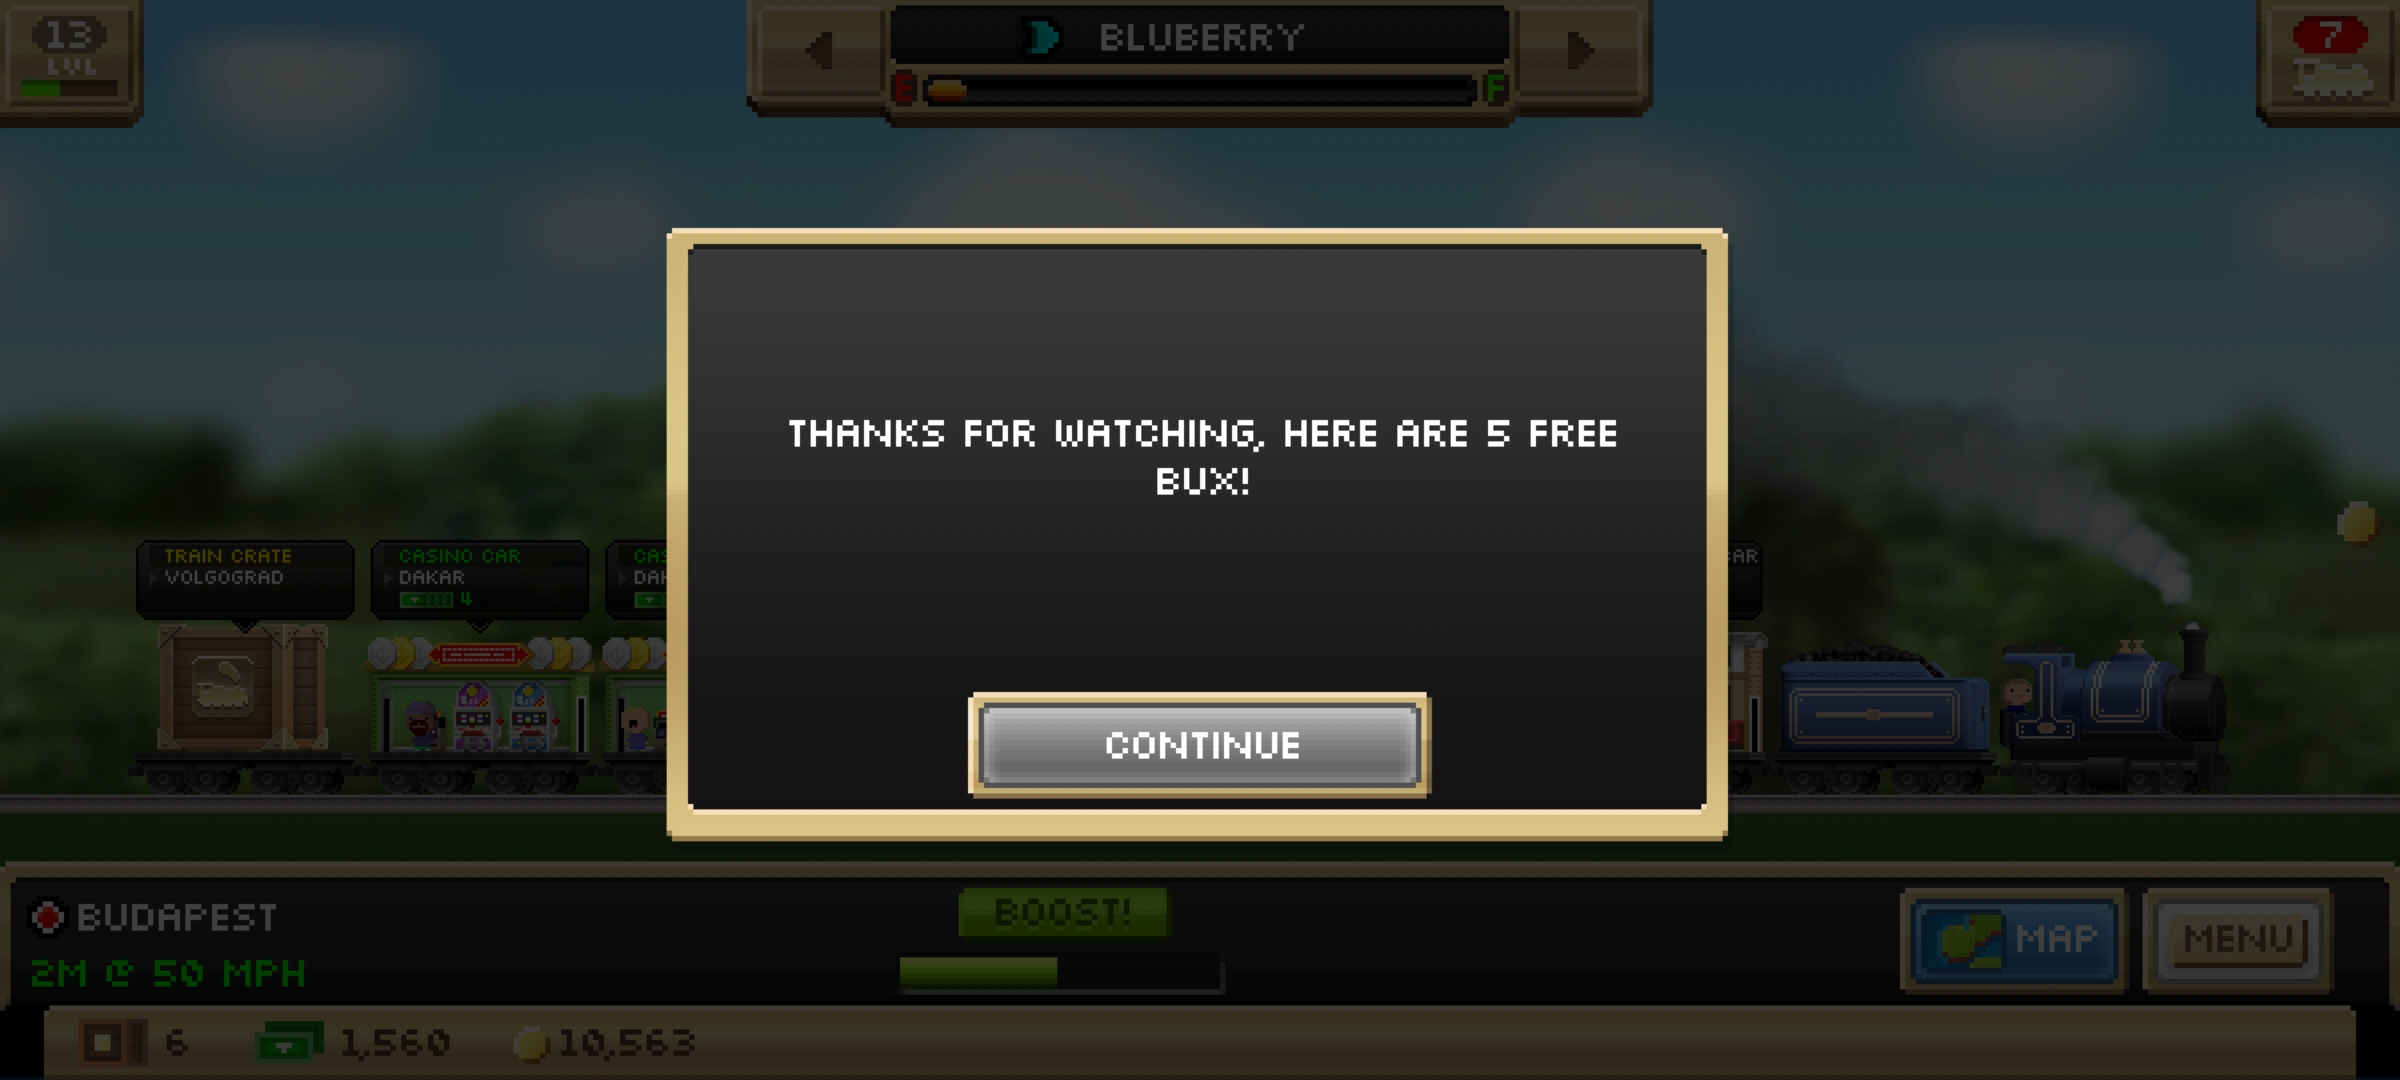 13
LVL
BLUBERRY
E
F
7
THANKS FOR WATCHING, HERE ARE 5 FREE
BUX!
TRAIN CRATE
VOLGOGRAD
CASINO CAR
DAKAR
4
CONTINUE
BUDAPEST
2M @ 50 MPH
BOOST!
MAP
MENU
6
1,560
10,563